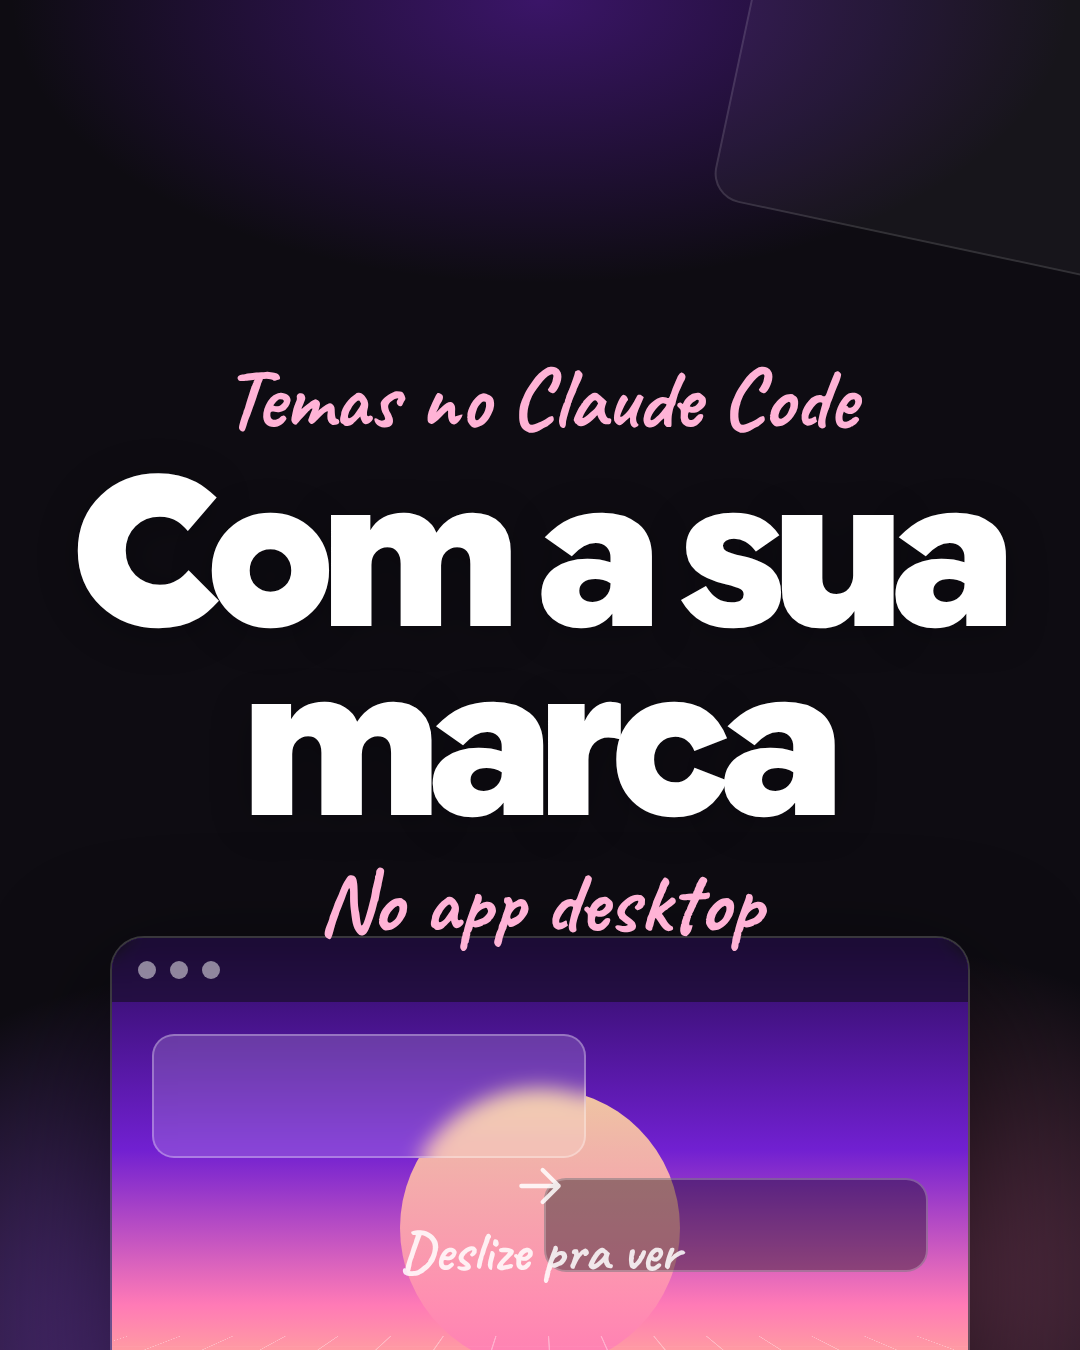 Temas no Claude Code
Com a sua
marca
No app desktop
Deslize pra ver